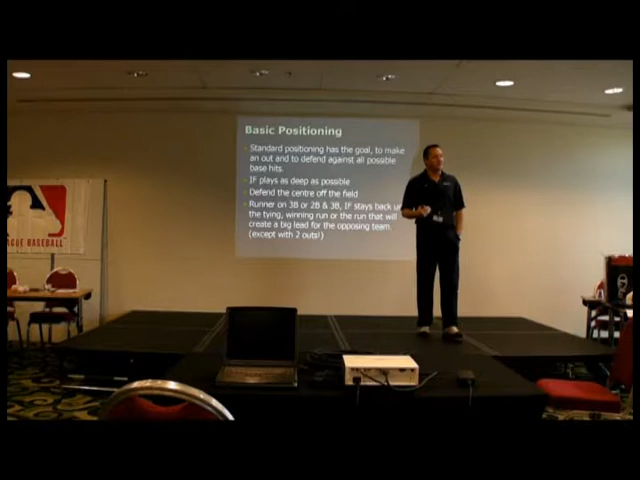 Basic Positioning
Standard positioning has the goal, to make
an out and to defend against all possible
base hits.
IF plays as deep as possible
Defend the centre off the field
Runner on 3B or 2B & 3B, IF stays back
the tying, winning run or the run that will
create a big lead for the opposing team.
(except with 2 outs!)
LEAGUE BASEBALL